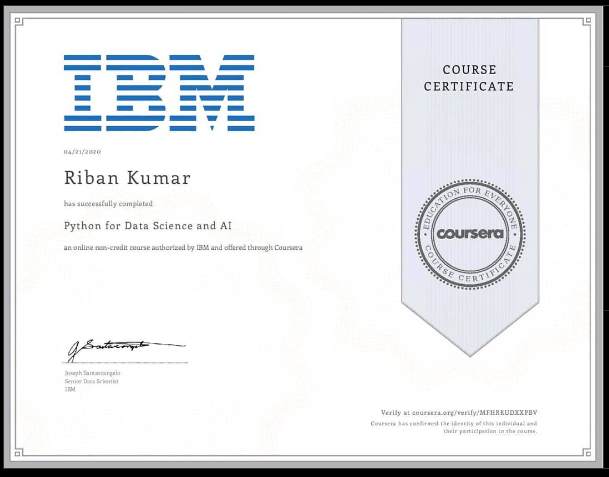 IBM
COURSE
CERTIFICATE
04/21/2020
Riban Kumar
has successfully completed
Python for Data Science and AI
an online non-credit course authorized by IBM and offered through Coursera
EDUCATION FOR EVERYONE
coursera
COURSE CERTIFICATE
Joseph Santarcangelo
Senior Data Scientist
IBM
Verify at coursera.org/verify/MFHRKUDXXPBV
Coursera has confirmed the identity of this individual and
their participation in the course.